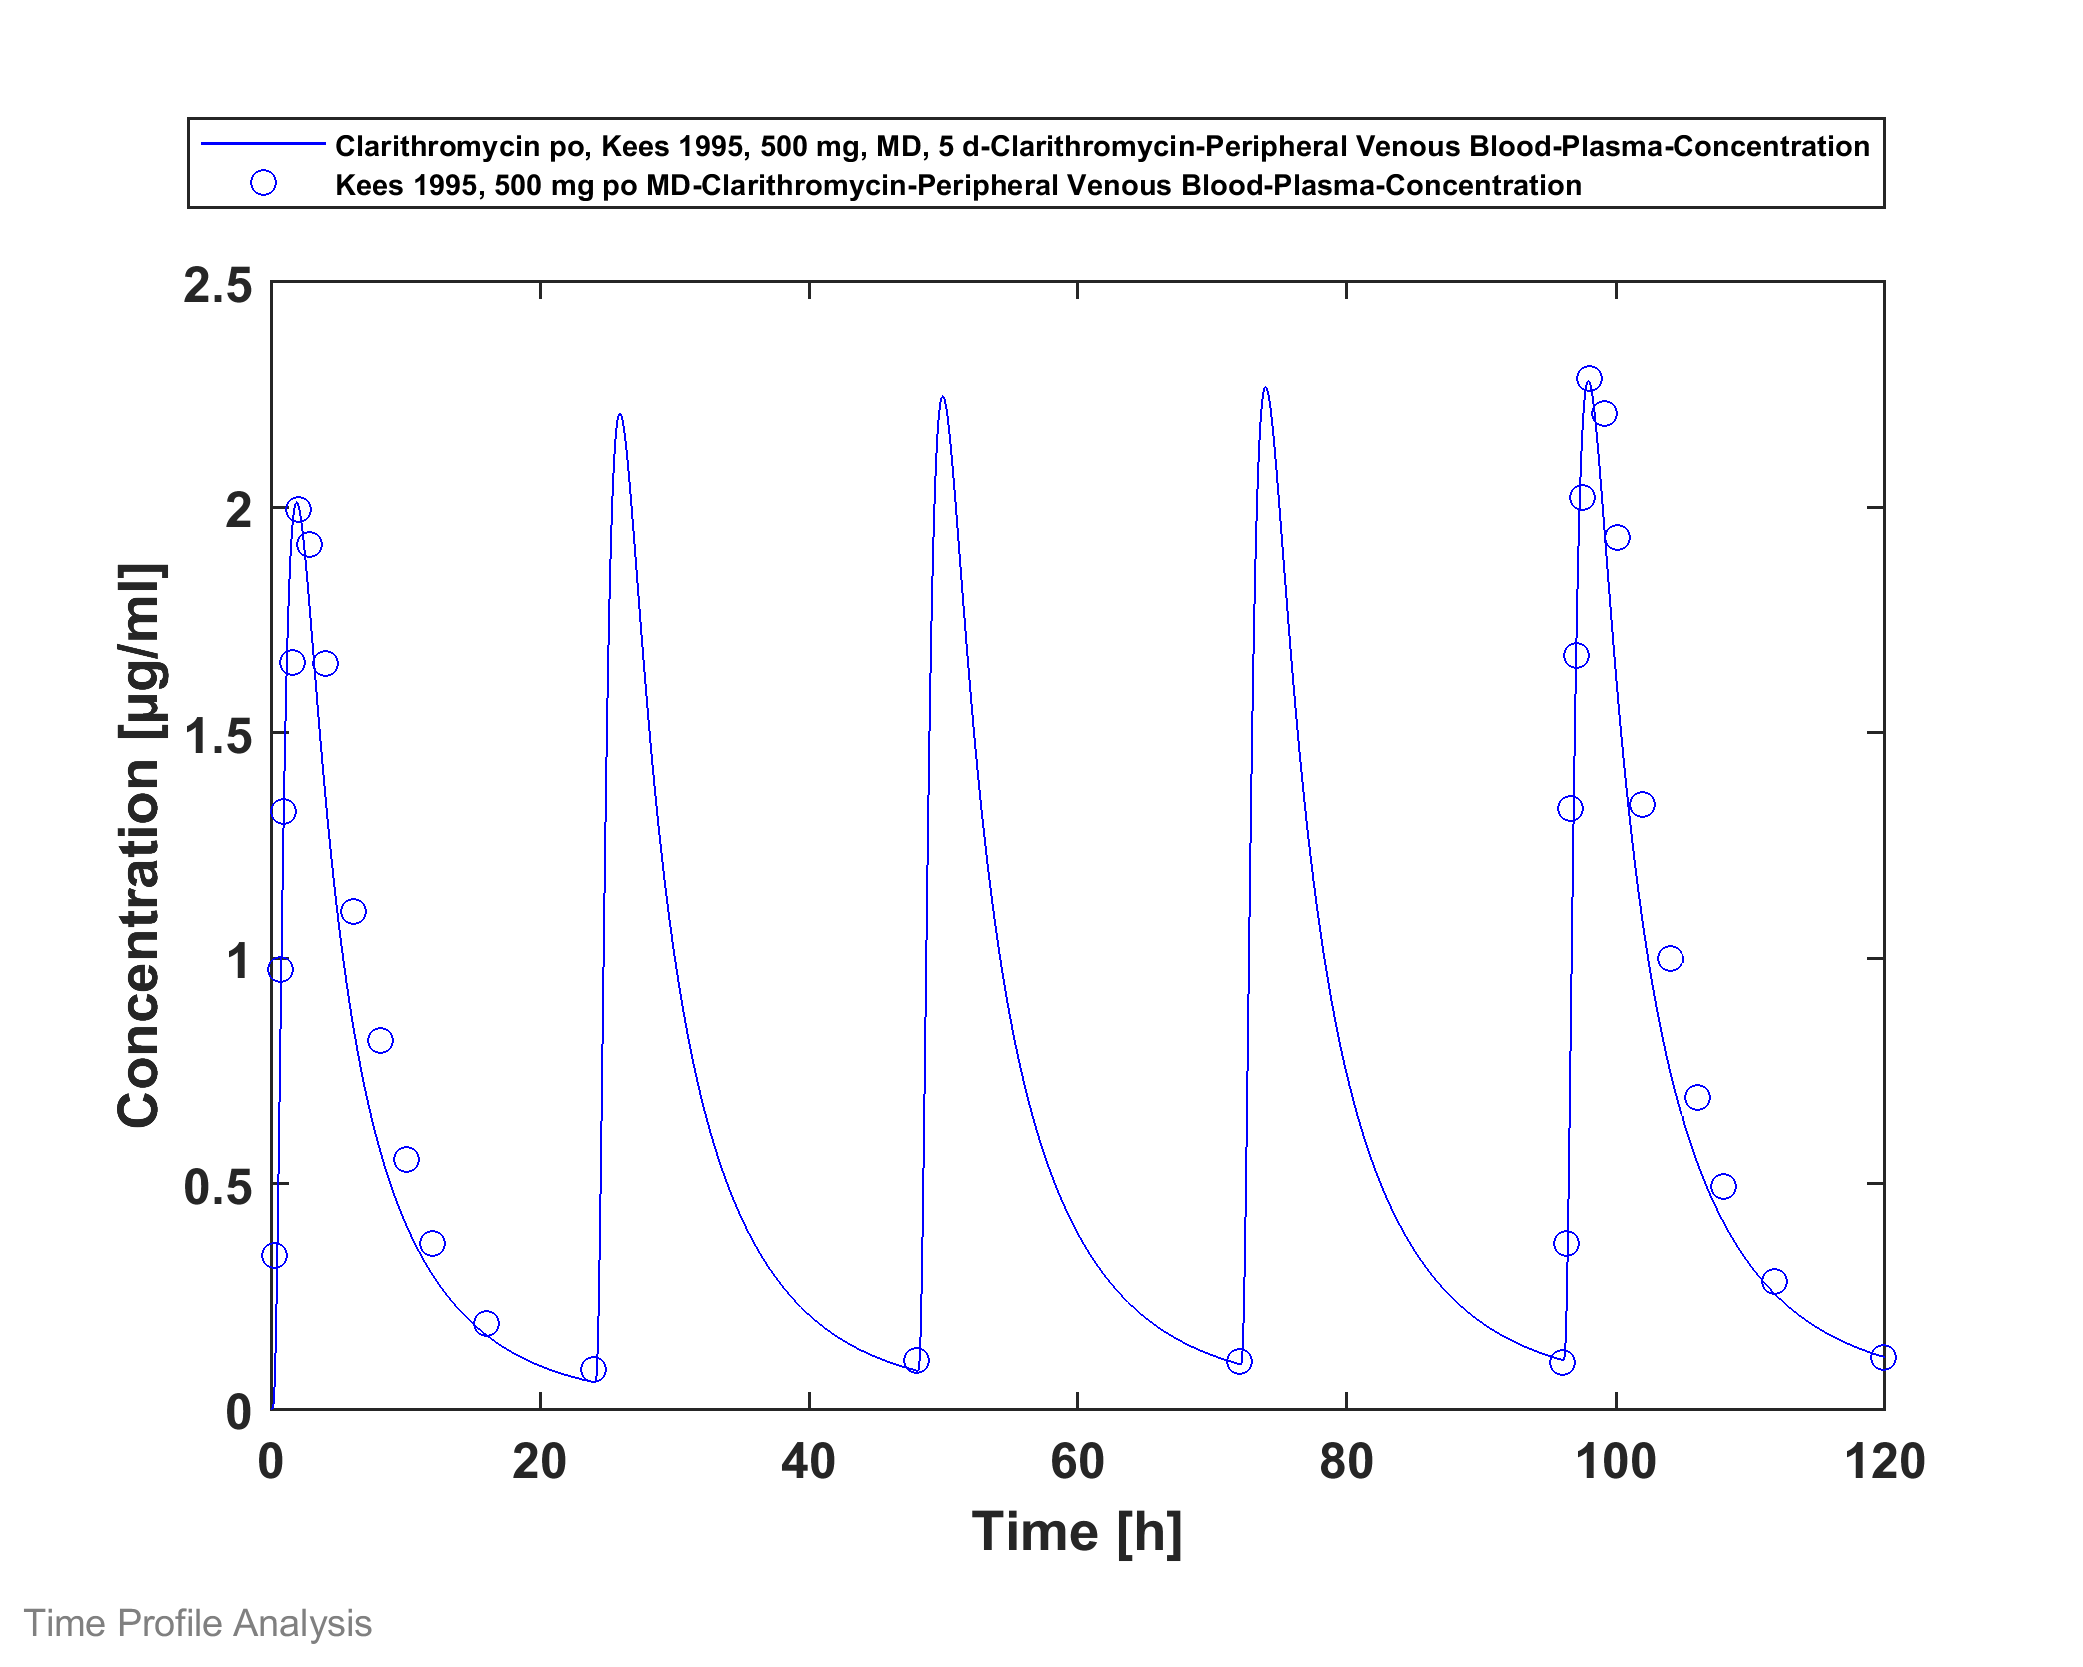 Clarithromycin po, Kees 1995, 500 mg, MD, 5 d-Clarithromycin-Peripheral Venous Blood-Plasma-Concentration
Kees 1995, 500 mg po MD-Clarithromycin-Peripheral Venous Blood-Plasma-Concentration
2.5
2
1.5
1
0.5
0
Concentration [µg/ml]
0 20 40 60 80 100 120
Time [h]
Time Profile Analysis